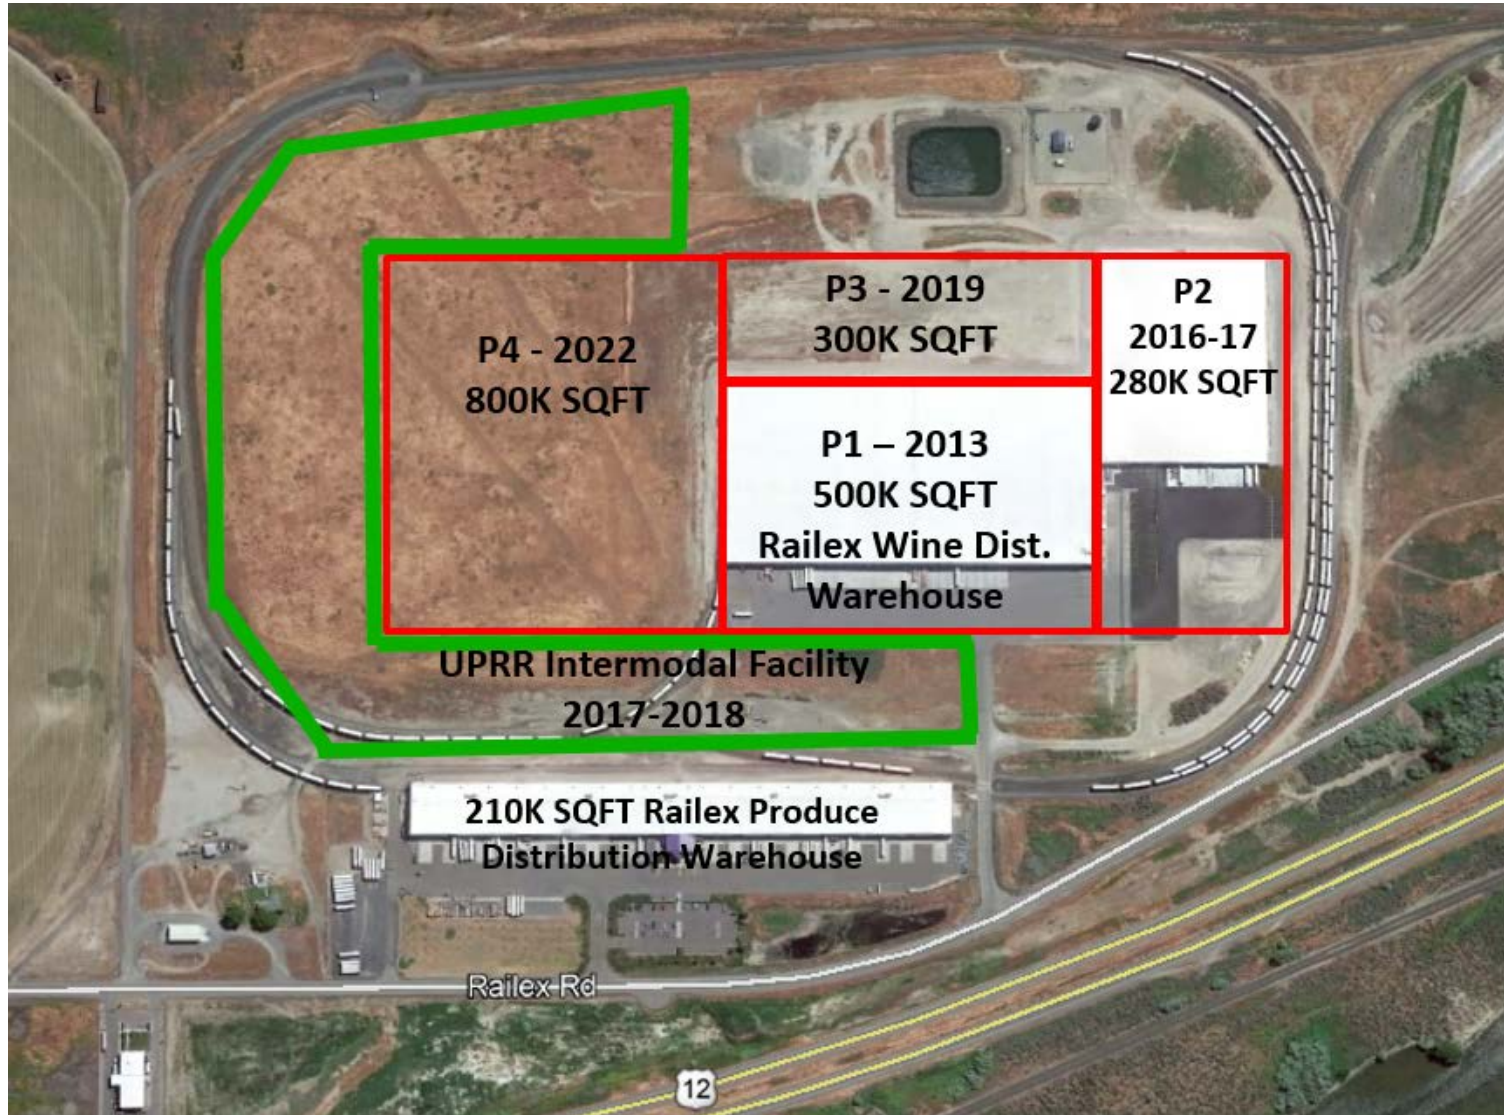 P3 - 2019
300K SQFT
P2
2016-17
280K SQFT
P4 - 2022
800K SQFT
P1 – 2013
500K SQFT
Railex Wine Dist.
Warehouse
UPRR Intermodal Facility
2017-2018
210K SQFT Railex Produce
Distribution Warehouse
Railex Rd
12